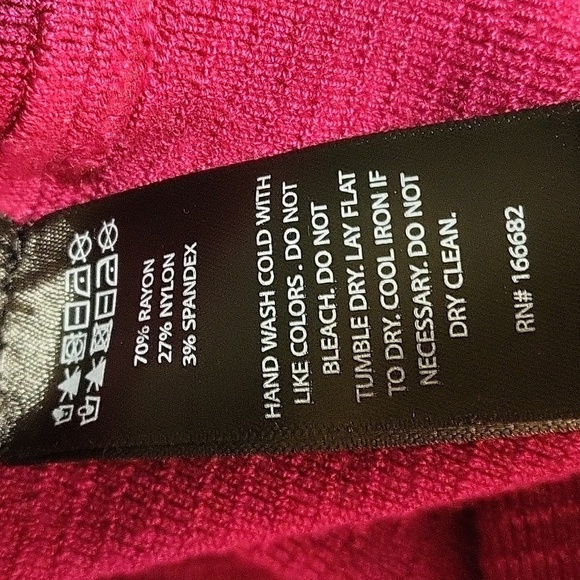 70% RAYON
27% NYLON
3% SPANDEX
HAND WASH COLD WITH
LIKE COLORS. DO NOT
BLEACH. DO NOT
TUMBLE DRY. LAY FLAT
TO DRY. COOL IRON IF
NECESSARY. DO NOT
DRY CLEAN.
RN# 166682